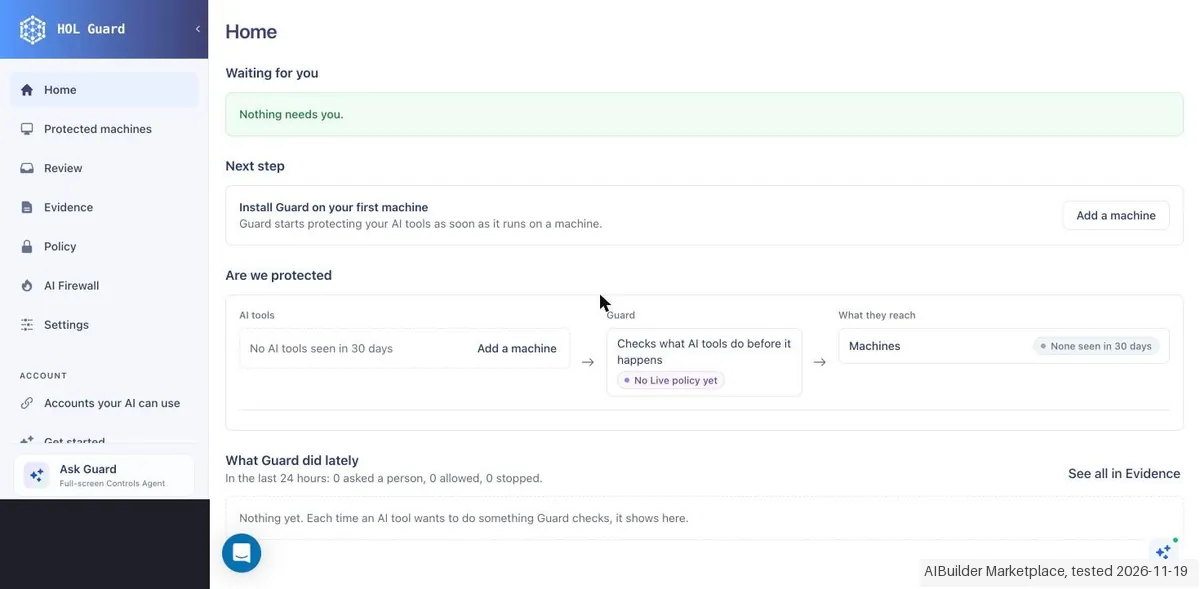 HOL Guard
Home
Protected machines
Review
Evidence
Policy
AI Firewall
Settings
ACCOUNT
Accounts your AI can use
Get started
Ask Guard
Full-screen Controls Agent
Home
Waiting for you
Nothing needs you.
Next step
Install Guard on your first machine
Guard starts protecting your AI tools as soon as it runs on a machine.
Add a machine
Are we protected
AI tools
No AI tools seen in 30 days
Add a machine
Guard
Checks what AI tools do before it
happens
No Live policy yet
What they reach
Machines
None seen in 30 days
What Guard did lately
In the last 24 hours: 0 asked a person, 0 allowed, 0 stopped.
See all in Evidence
Nothing yet. Each time an AI tool wants to do something Guard checks, it shows here.
AIBuilder Marketplace, tested 2026-11-19